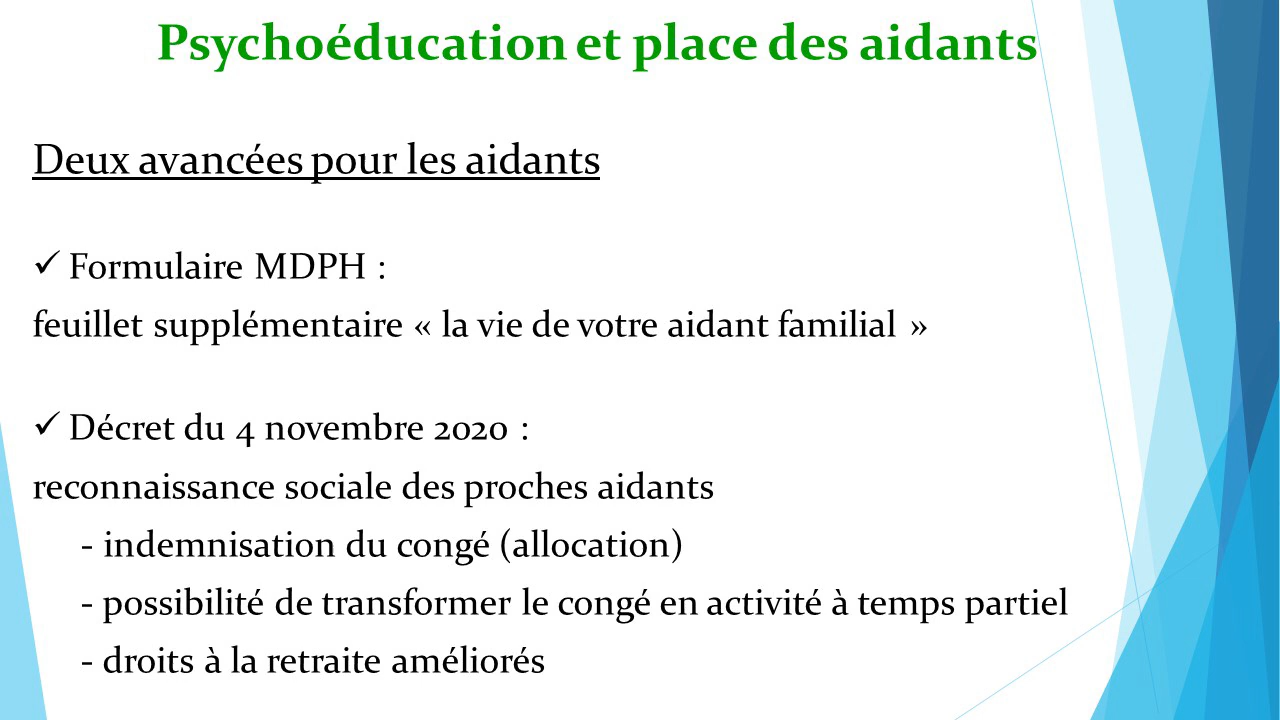 Psychoéducation et place des aidants
Deux avancées pour les aidants
✓ Formulaire MDPH :
feuillet supplémentaire « la vie de votre aidant familial »
✓ Décret du 4 novembre 2020 :
reconnaissance sociale des proches aidants
- indemnisation du congé (allocation)
- possibilité de transformer le congé en activité à temps partiel
- droits à la retraite améliorés